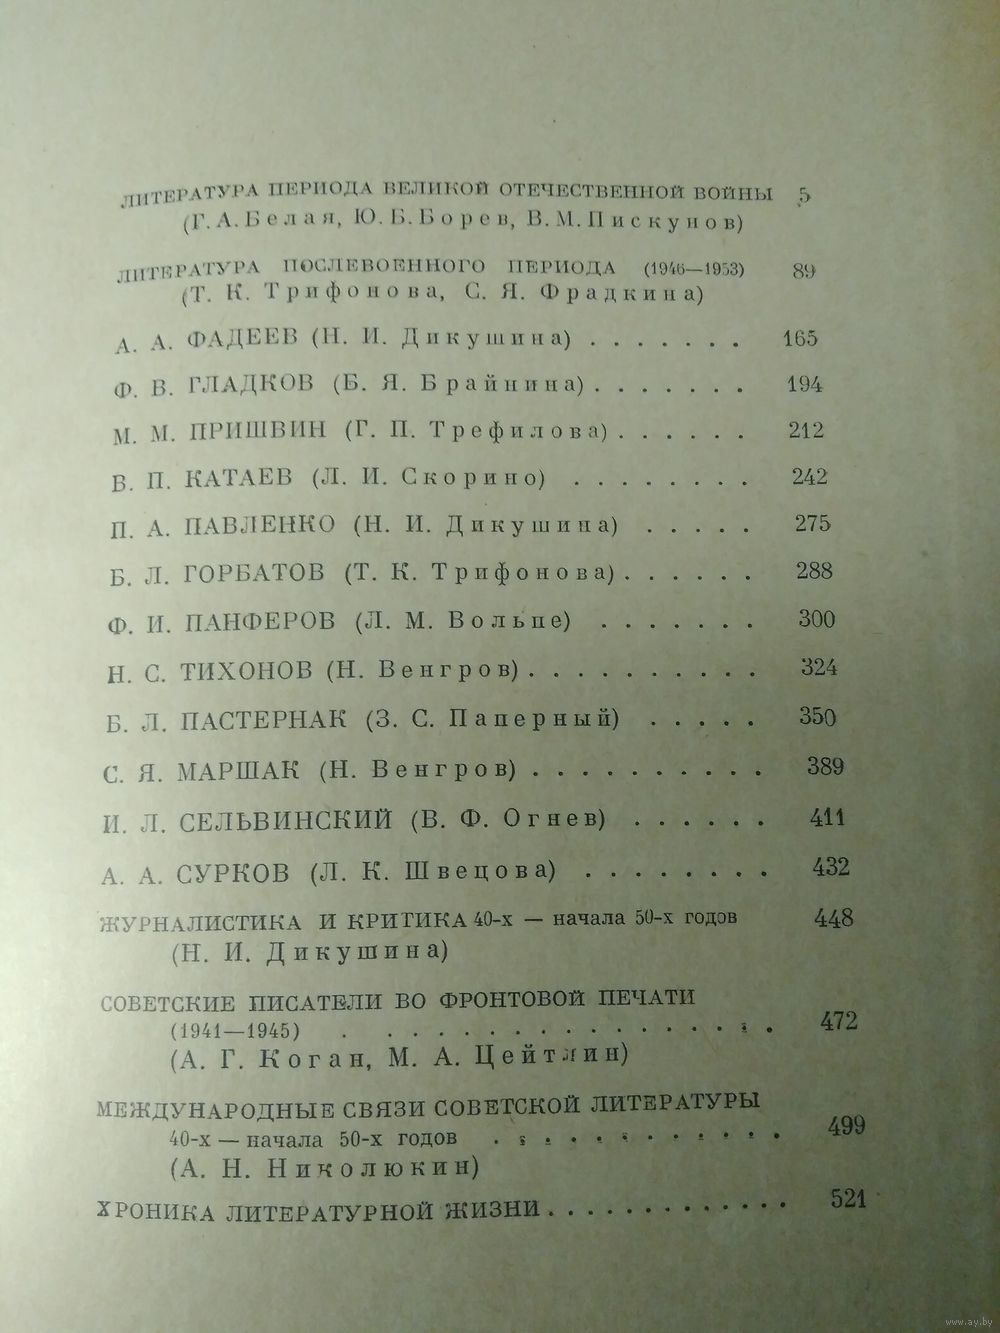 ЛИТЕРАТУРА ПЕРИОДА ВЕЛИКОЙ ОТЕЧЕСТВЕННОЙ ВОЙНЫ 5
(Г. А. Белая, Ю. Б. Борев, В. М. Пискунов)
ЛИТЕРАТУРА ПОСЛЕВОЕННОГО ПЕРИОДА (1946—1953) 89
(Т. К. Трифонова, С. Я. Фрадкина)
А. А. ФАДЕЕВ (Н. И. Дикушина) . . . . . . . 165
Ф. В. ГЛАДКОВ (Б. Я. Брайнина) . . . . . . . 194
М. М. ПРИШВИН (Г. П. Трефилова) . . . . . . 212
В. П. КАТАЕВ (Л. И. Скорино) . . . . . . . . 242
П. А. ПАВЛЕНКО (Н. И. Дикушина) . . . . . 275
Б. Л. ГОРБАТОВ (Т. К. Трифонова) . . . . . . 288
Ф. И. ПАНФЕРОВ (Л. М. Вольпе) . . . . . . . 300
Н. С. ТИХОНОВ (Н. Венгров) . . . . . . . . . . 324
Б. Л. ПАСТЕРНАК (З. С. Паперный) . . . . . 350
С. Я. МАРШАК (Н. Венгров) . . . . . . . . . . 389
И. Л. СЕЛЬВИНСКИЙ (В. Ф. Огнев) . . . . . . 411
А. А. СУРКОВ (Л. К. Швецова) . . . . . . . . 432
ЖУРНАЛИСТИКА И КРИТИКА 40-х — начала 50-х годов 448
(Н. И. Дикушина)
СОВЕТСКИЕ ПИСАТЕЛИ ВО ФРОНТОВОЙ ПЕЧАТИ
(1941—1945) . . . . . . . . . . . . . . . . . 472
(А. Г. Коган, М. А. Цейтлин)
МЕЖДУНАРОДНЫЕ СВЯЗИ СОВЕТСКОЙ ЛИТЕРАТУРЫ
40-х — начала 50-х годов . . . . . . . . . . . . 499
(А. Н. Николюкин)
ХРОНИКА ЛИТЕРАТУРНОЙ ЖИЗНИ . . . . . . . . . . . . . 521
www.ay.by